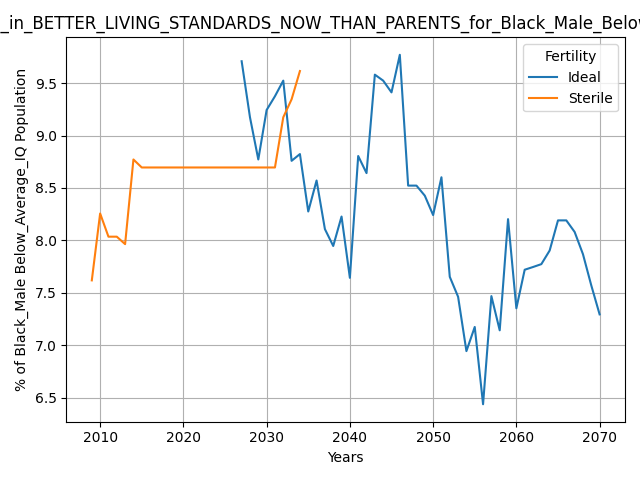 _in_BETTER_LIVING_STANDARDS_NOW_THAN_PARENTS_for_Black_Male_Below
% of Black_Male Below_Average_IQ Population
9.5
9.0
8.5
8.0
7.5
7.0
6.5
Fertility
Ideal
Sterile
2010 2020 2030 2040 2050 2060 2070
Years